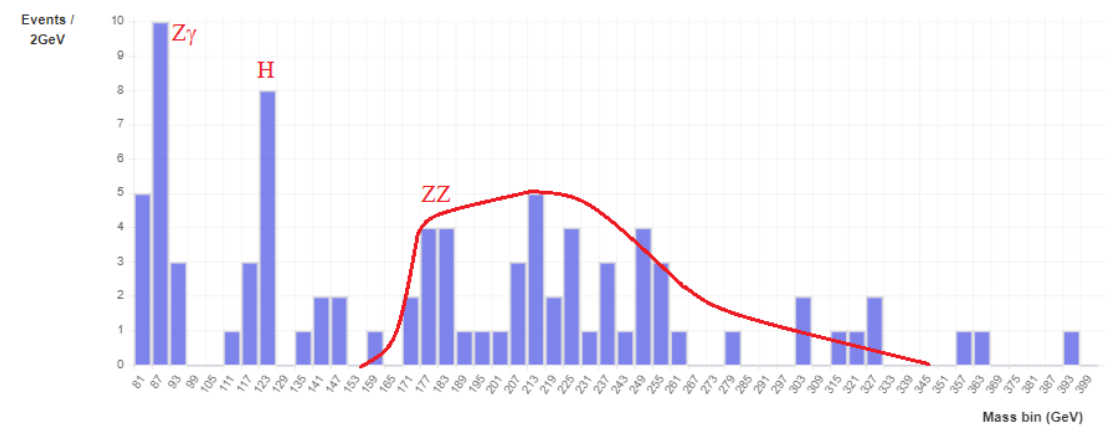 Events /
2GeV
10
9
8
7
6
5
4
3
2
1
0
Zγ
H
ZZ
81 87 93 99 105 111 117 123 129 135 141 147 153 159 165 171 177 183 189 195 201 207 213 219 225 231 237 243 249 255 261 267 273 279 285 291 297 303 309 315 321 327 333 339 345 351 357 363 369 375 381 387 393 399
Mass bin (GeV)